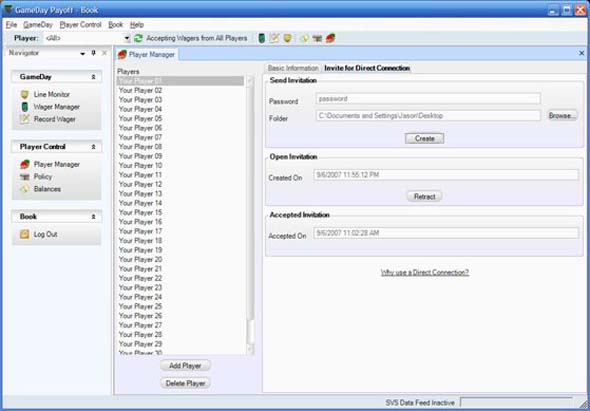 GameDay Payoff - Book
File GameDay Player Control Book Help
Player: <All> Accepting Wagers from All Players
Navigator
GameDay
Line Monitor
Wager Manager
Record Wager
Player Control
Player Manager
Policy
Balances
Book
Log Out
Player Manager
Players
Your Player 01
Your Player 02
Your Player 03
Your Player 04
Your Player 05
Your Player 06
Your Player 07
Your Player 08
Your Player 09
Your Player 10
Your Player 11
Your Player 12
Your Player 13
Your Player 14
Your Player 15
Your Player 16
Your Player 17
Your Player 18
Your Player 19
Your Player 20
Your Player 21
Your Player 22
Your Player 23
Your Player 24
Your Player 25
Your Player 26
Your Player 27
Your Player 28
Your Player 29
Your Player 30
Add Player
Delete Player
Basic Information Invite for Direct Connection
Send Invitation
Password password
Folder C:\Documents and Settings\Jason\Desktop Browse...
Create
Open Invitation
Created On 9/6/2007 11:55:12 PM
Retract
Accepted Invitation
Accepted On 9/6/2007 11:02:28 AM
Why use a Direct Connection?
SVS Data Feed Inactive